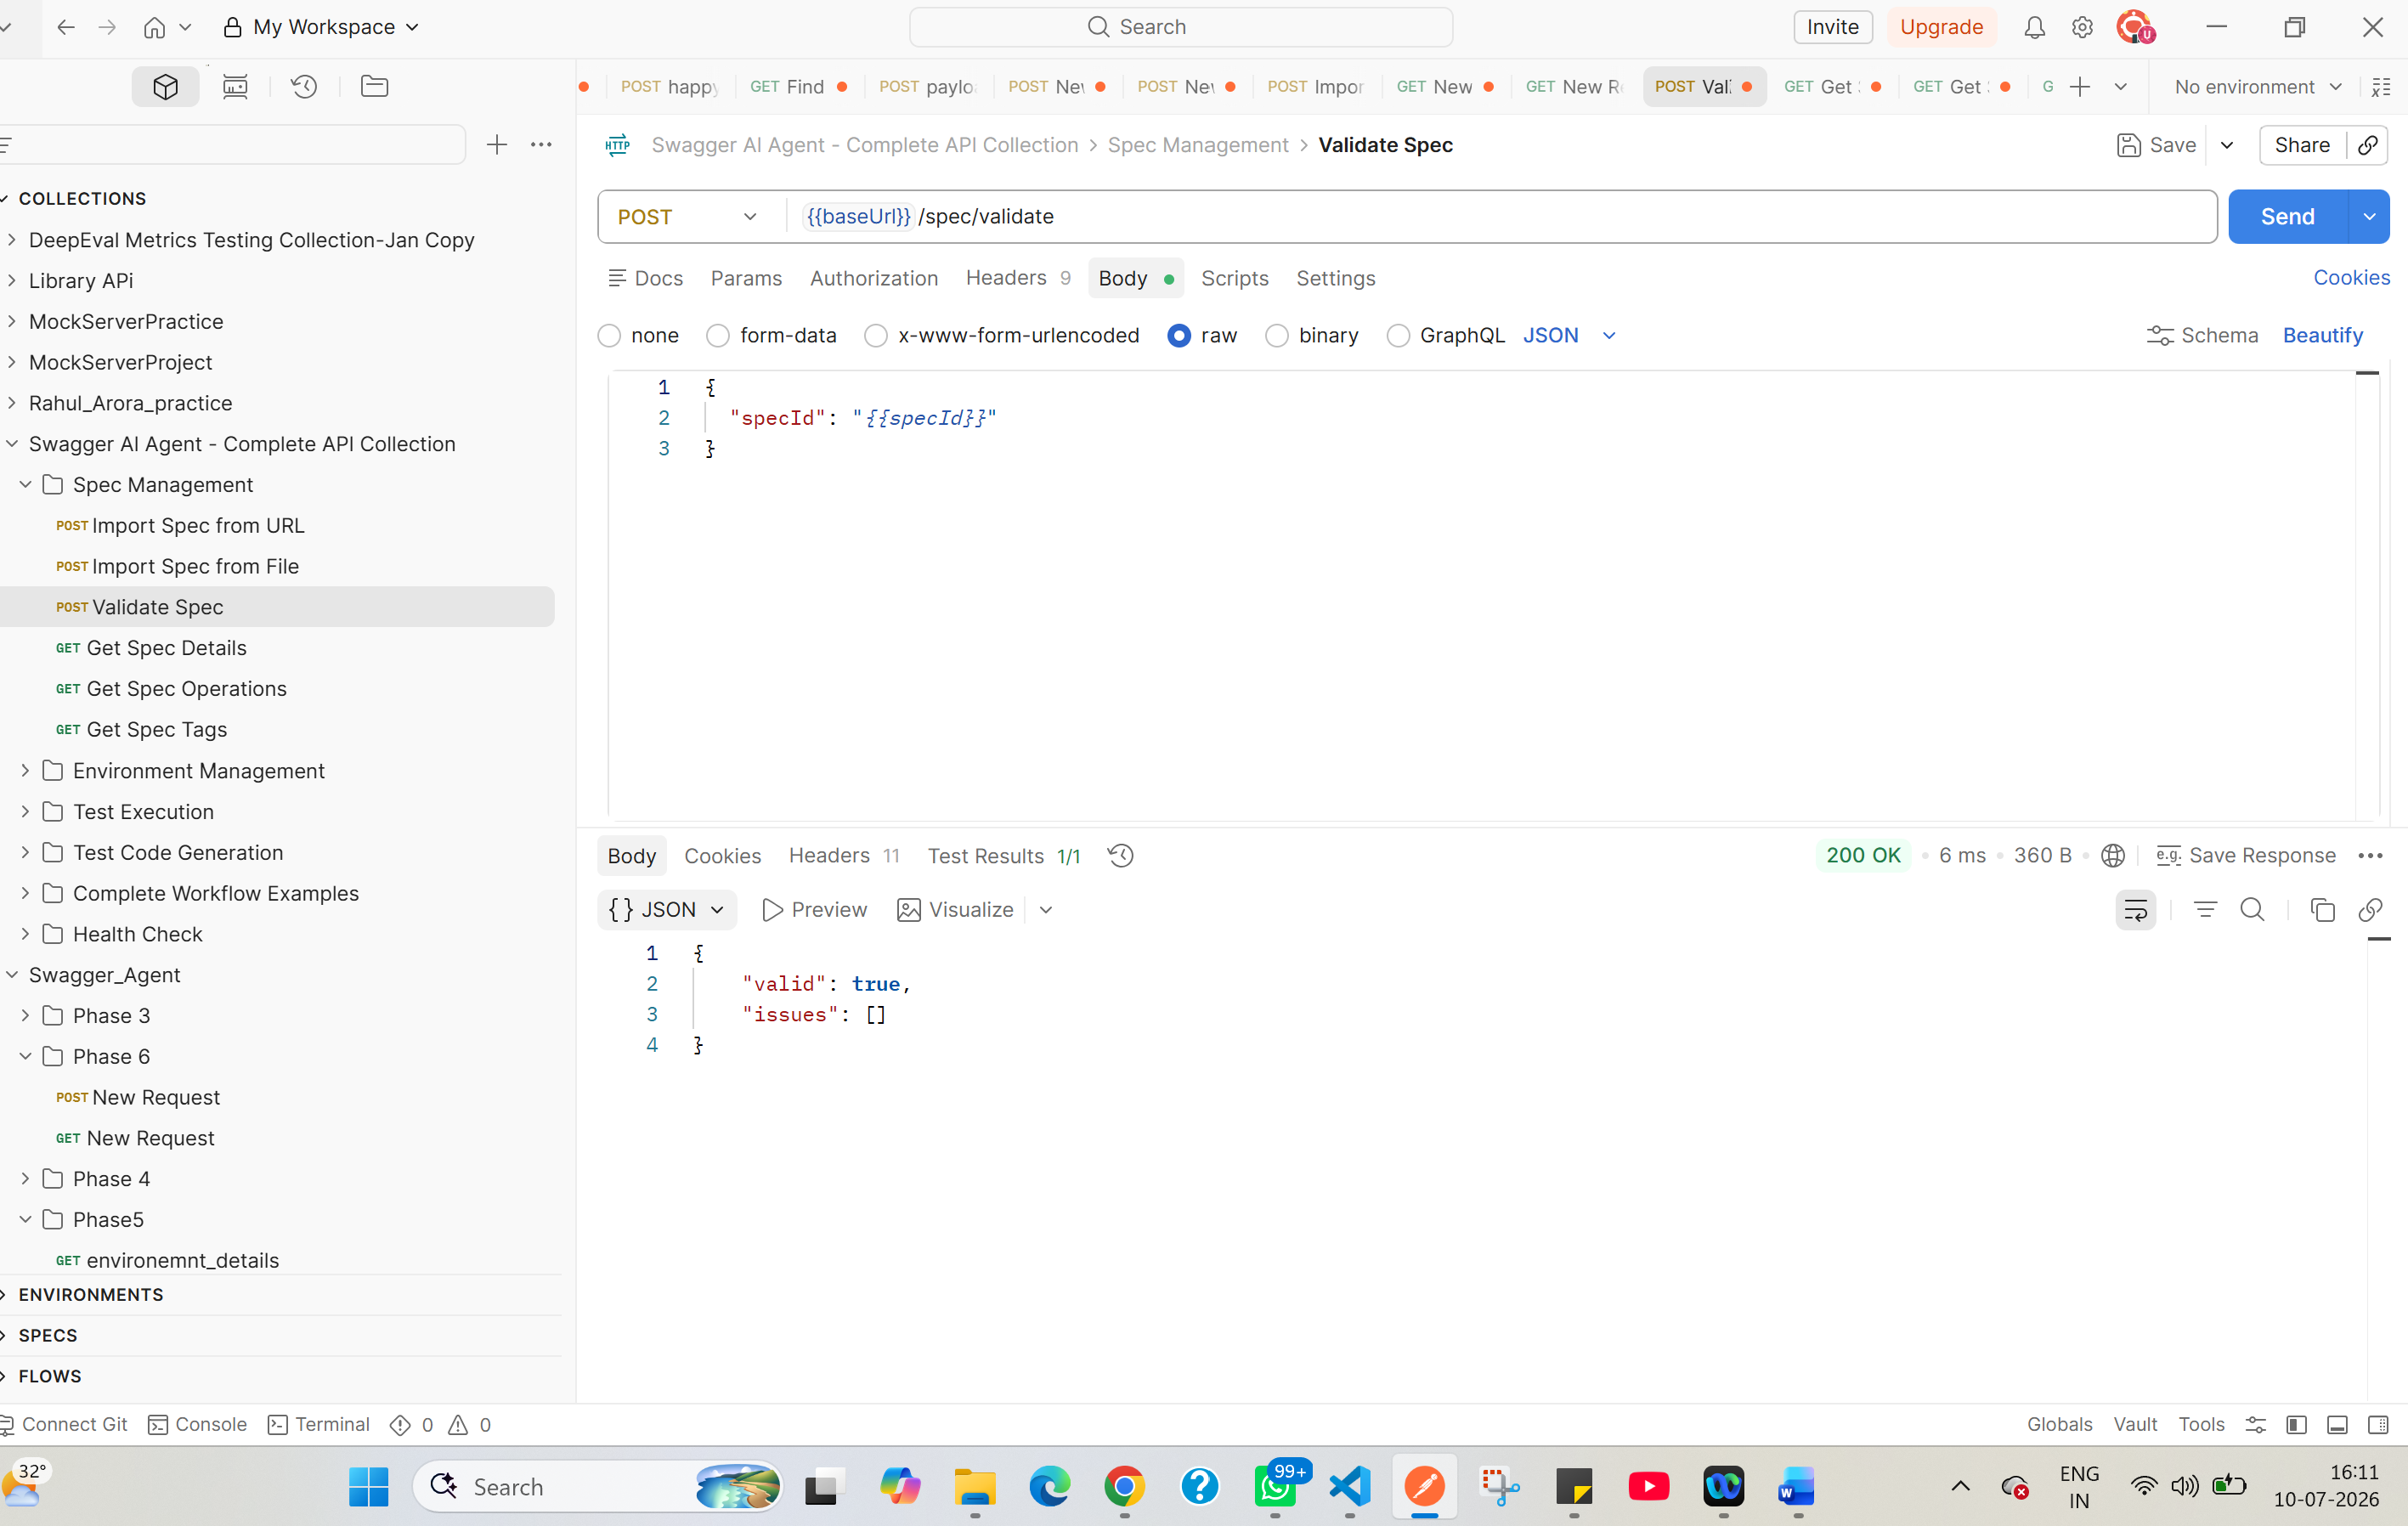 My Workspace
Search
Invite
Upgrade
U
POST happy
GET Find
POST paylo
POST Ne
POST Ne
POST Impor
GET New
GET New R
POST Val
GET Get
GET Get
G
No environment
Swagger AI Agent - Complete API Collection > Spec Management > Validate Spec
HTTP
Save
Share
COLLECTIONS
DeepEval Metrics Testing Collection-Jan Copy
Library APi
MockServerPractice
MockServerProject
Rahul_Arora_practice
Swagger AI Agent - Complete API Collection
Spec Management
POST Import Spec from URL
POST Import Spec from File
POST Validate Spec
GET Get Spec Details
GET Get Spec Operations
GET Get Spec Tags
Environment Management
Test Execution
Test Code Generation
Complete Workflow Examples
Health Check
Swagger_Agent
Phase 3
Phase 6
POST New Request
GET New Request
Phase 4
Phase5
GET environemnt_details
ENVIRONMENTS
SPECS
FLOWS
POST
{{baseUrl}} /spec/validate
Send
Docs Params Authorization Headers 9 Body Scripts Settings
Cookies
none form-data x-www-form-urlencoded raw binary GraphQL JSON
Schema Beautify
1 {
2 "specId": "{{specId}}"
3 }
Body Cookies Headers 11 Test Results 1/1
200 OK • 6 ms • 360 B •
e.g. Save Response
{} JSON Preview Visualize
1 {
2 "valid": true,
3 "issues": []
4 }
Connect Git Console Terminal 0 0
Globals Vault Tools
32°
Search
99+
W
ENG
IN
16:11
10-07-2026